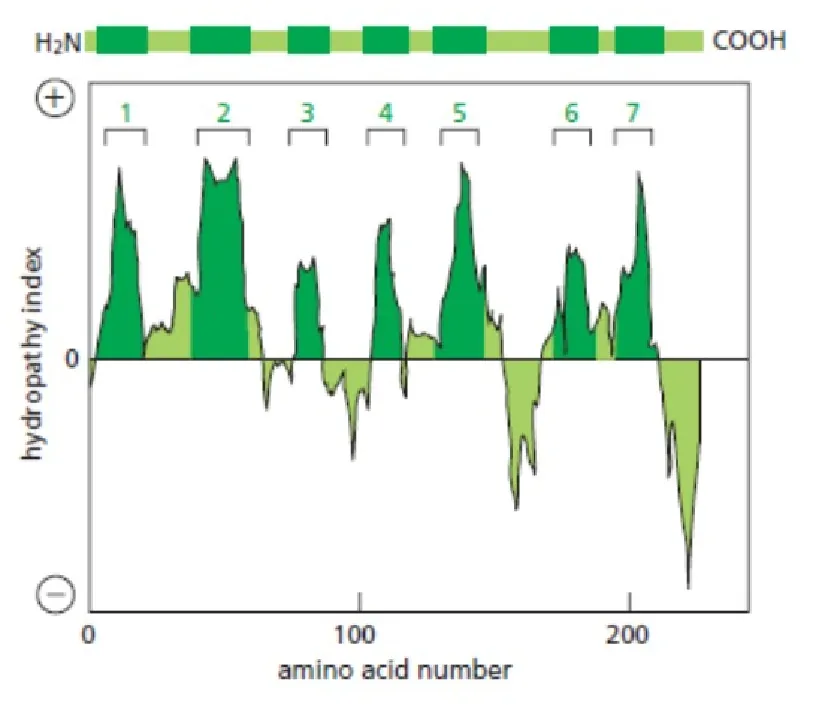 H₂N COOH
+
1 2 3 4 5 6 7
hydropathy index
0
−
0 100 200
amino acid number